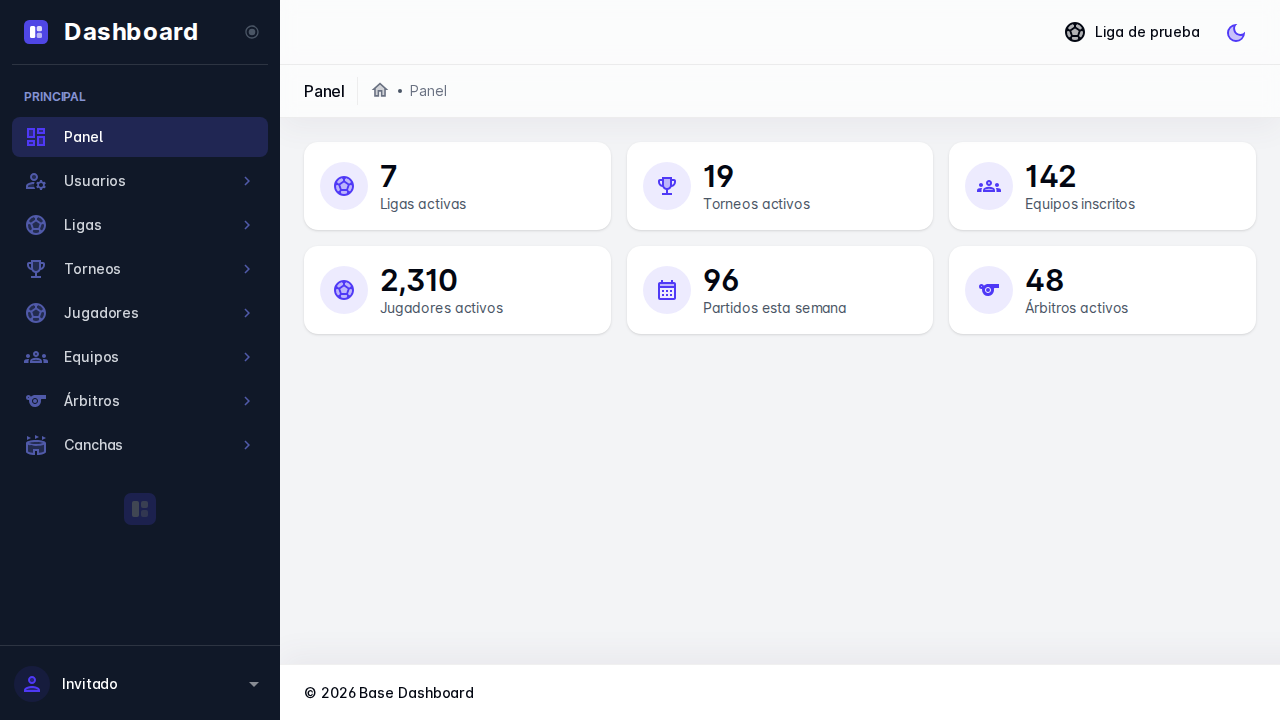 Dashboard
Liga de prueba
Panel
Panel
PRINCIPAL
Panel
Usuarios
Ligas
Torneos
Jugadores
Equipos
Árbitros
Canchas
Invitado
7
Ligas activas
19
Torneos activos
142
Equipos inscritos
2,310
Jugadores activos
96
Partidos esta semana
48
Árbitros activos
© 2026 Base Dashboard